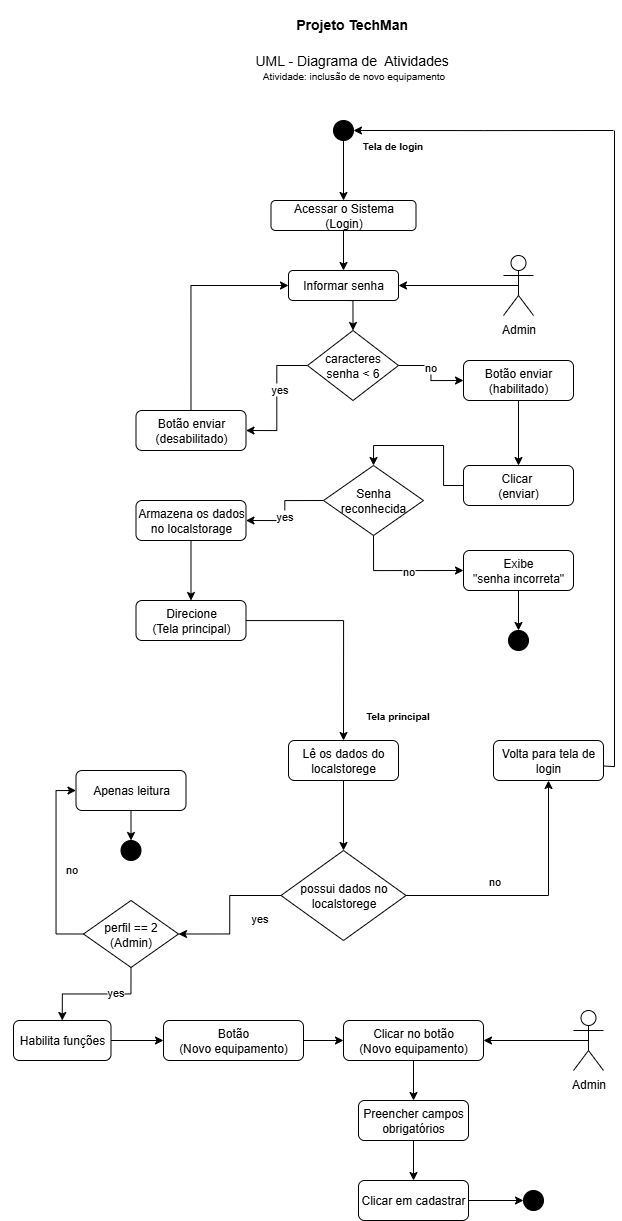 Projeto TechMan
UML - Diagrama de Atividades
Atividade: inclusão de novo equipamento
Tela de login
Acessar o Sistema
(Login)
Informar senha
Admin
caracteres
senha < 6
no
yes
Botão enviar
(habilitado)
Botão enviar
(desabilitado)
Clicar
(enviar)
Senha
reconhecida
yes
Armazena os dados
no localstorage
no
Exibe
"senha incorreta"
Direcione
(Tela principal)
Tela principal
Lê os dados do
localstorege
Volta para tela de
login
Apenas leitura
no
possui dados no
localstorege
no
yes
perfil == 2
(Admin)
yes
Habilita funções
Botão
(Novo equipamento)
Clicar no botão
(Novo equipamento)
Admin
Preencher campos
obrigatórios
Clicar em cadastrar